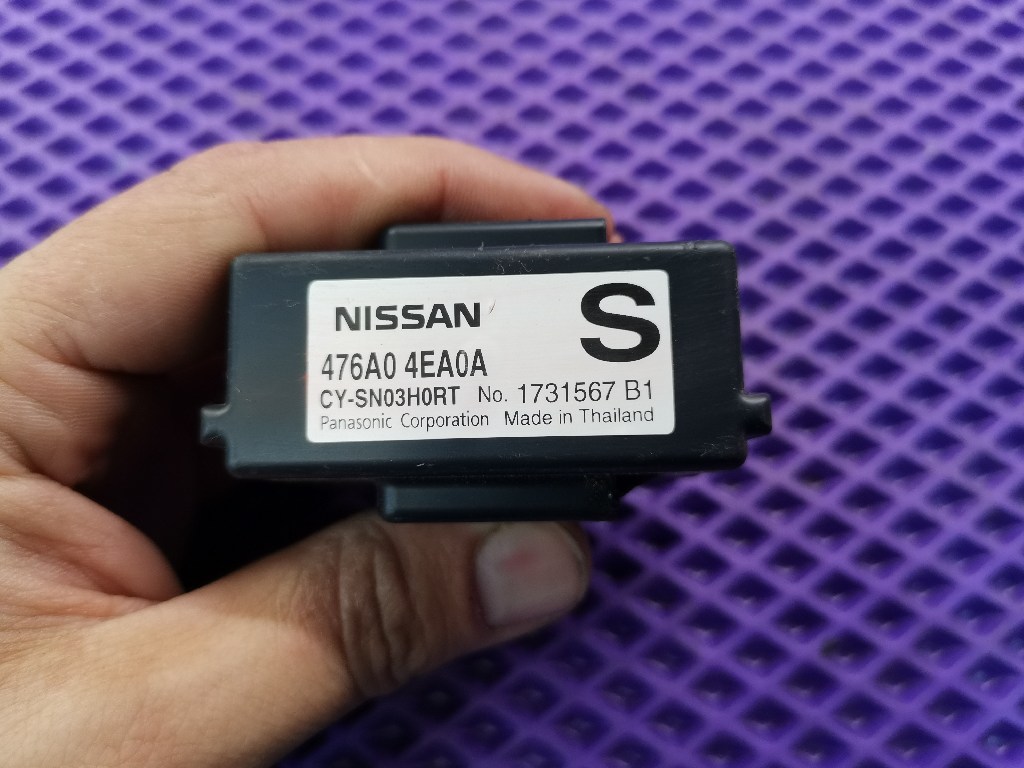 NISSAN S
476A0 4EA0A
CY-SN03H0RT No. 1731567 B1
Panasonic Corporation Made in Thailand